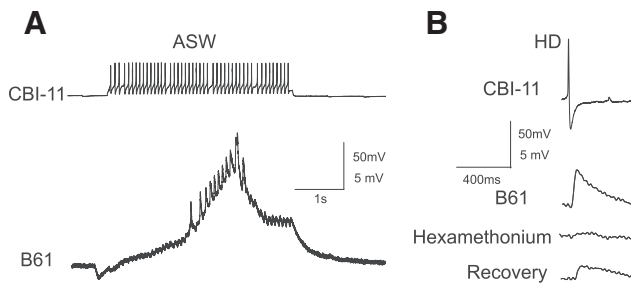 A
ASW
CBI-11
50mV
5 mV
1s
B61
B
HD
CBI-11
50mV
5 mV
400ms
B61
Hexamethonium
Recovery